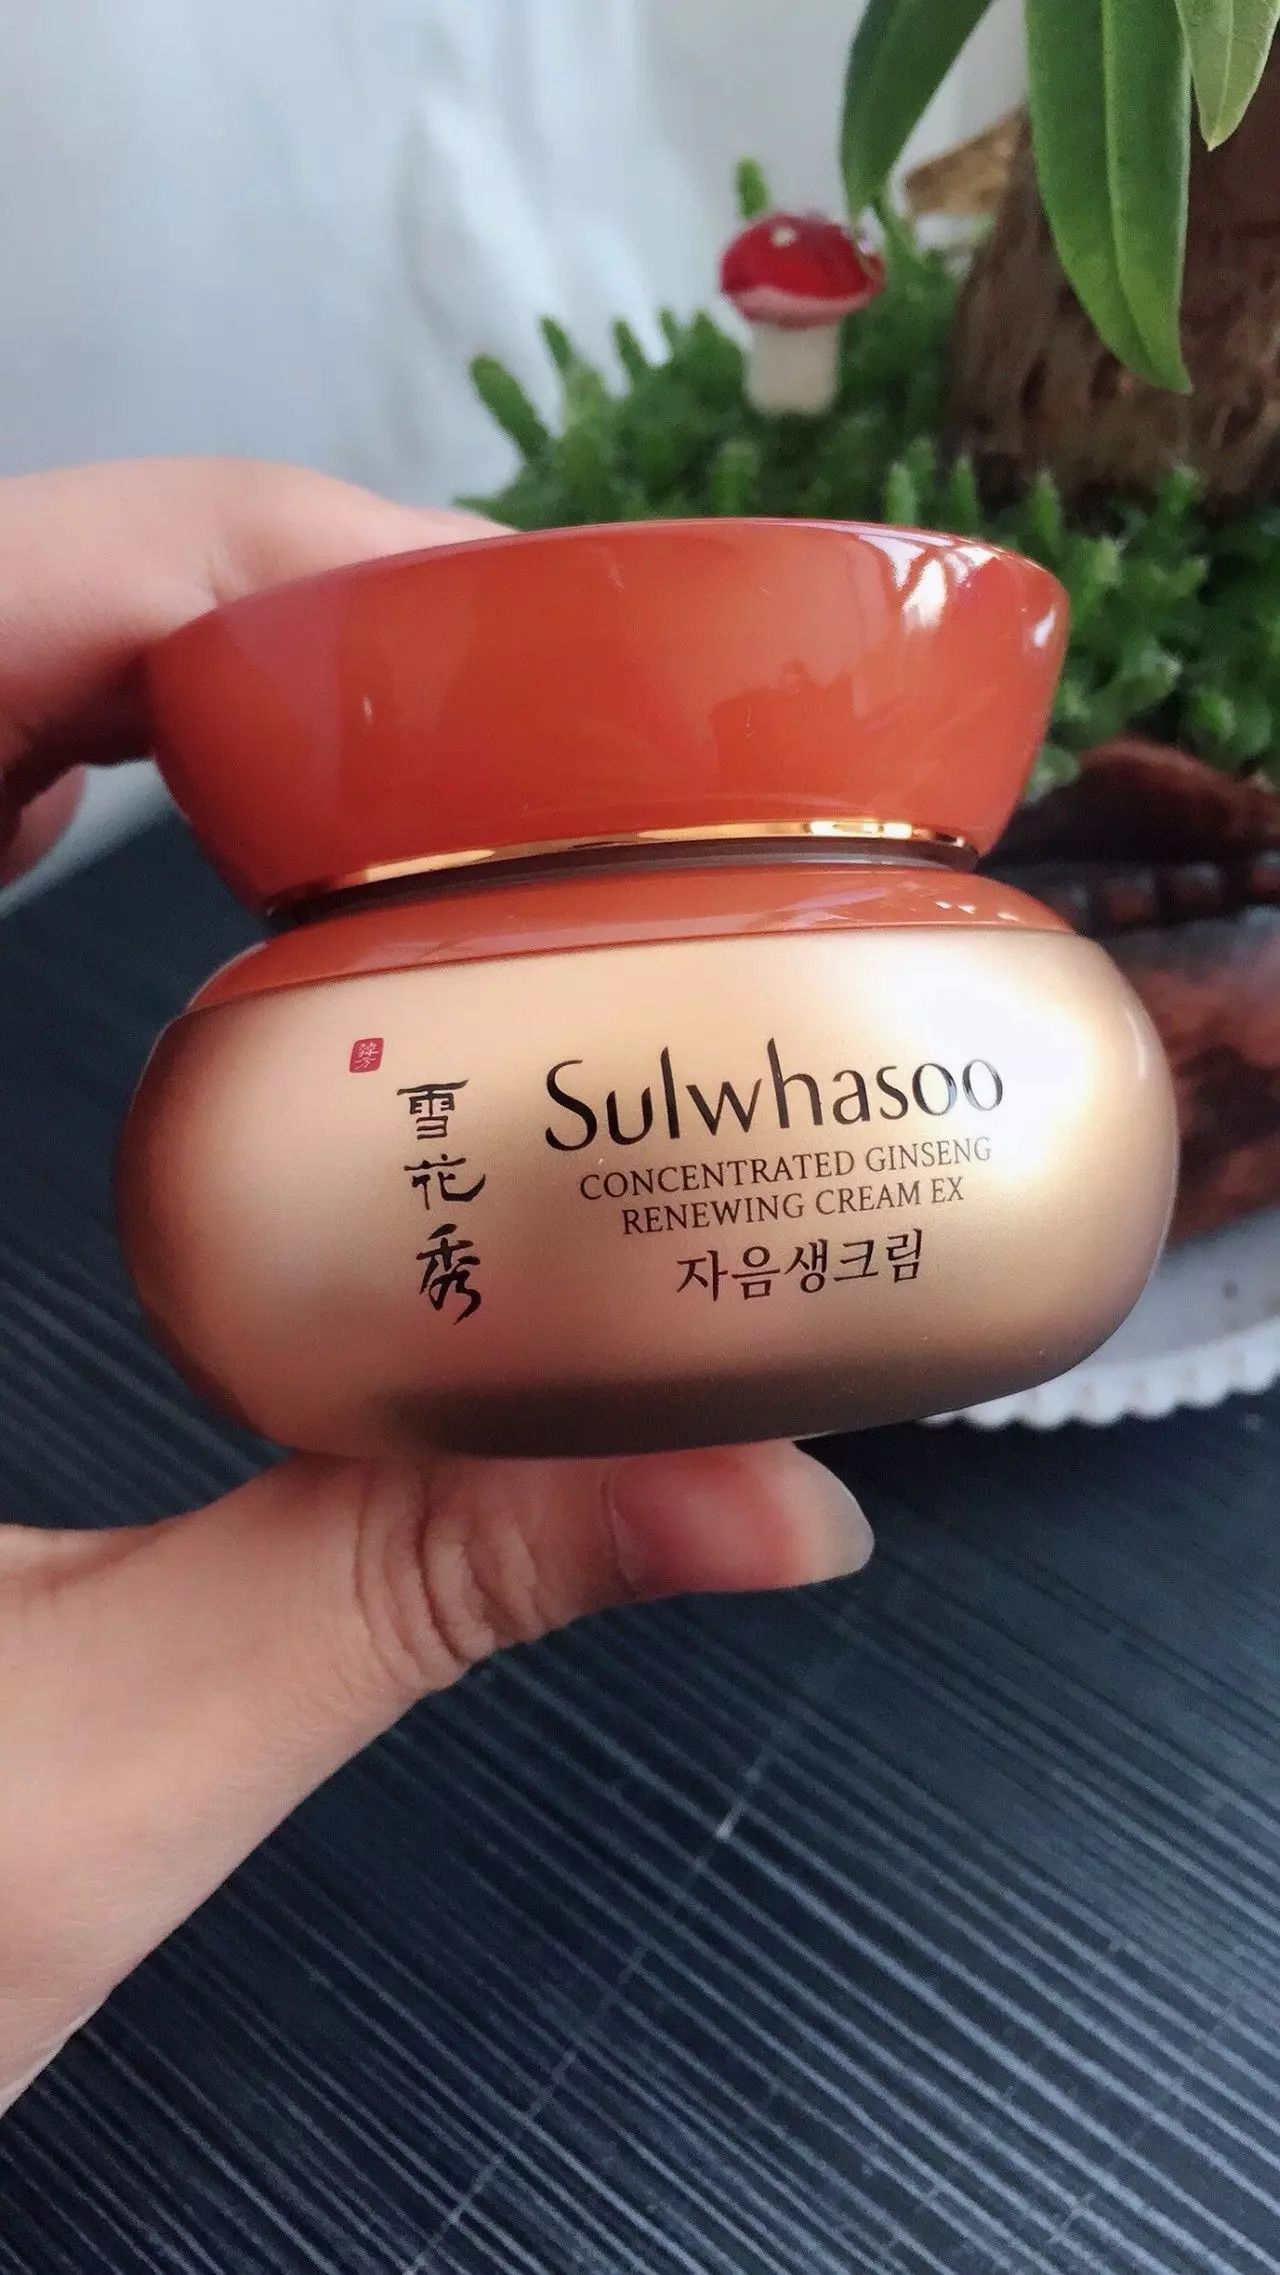 雪花秀
Sulwhasoo
CONCENTRATED GINSENG
RENEWING CREAM EX
자음생크림